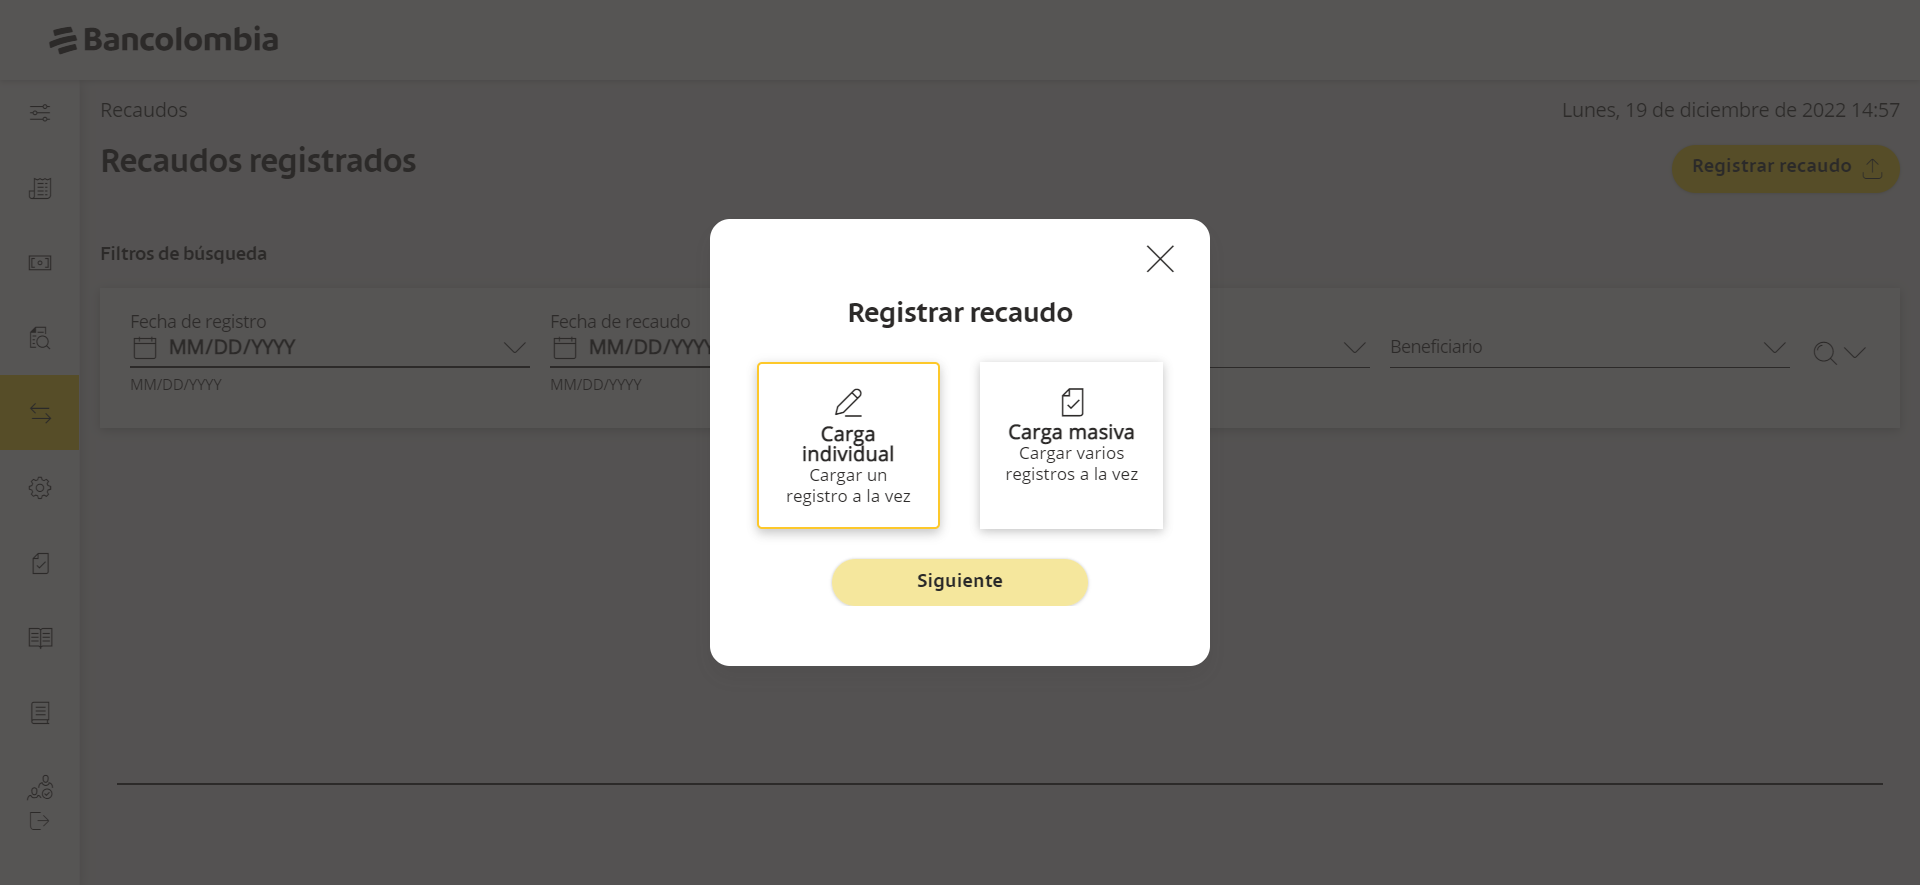 Bancolombia
Recaudos
Lunes, 19 de diciembre de 2022 14:57
Recaudos registrados
Registrar recaudo
Filtros de búsqueda
Fecha de registro
MM/DD/YYYY
MM/DD/YYYY
Fecha de recaudo
MM/DD/YYYY
MM/DD/YYYY
Beneficiario
Registrar recaudo
Carga
individual
Cargar un
registro a la vez
Carga masiva
Cargar varios
registros a la vez
Siguiente